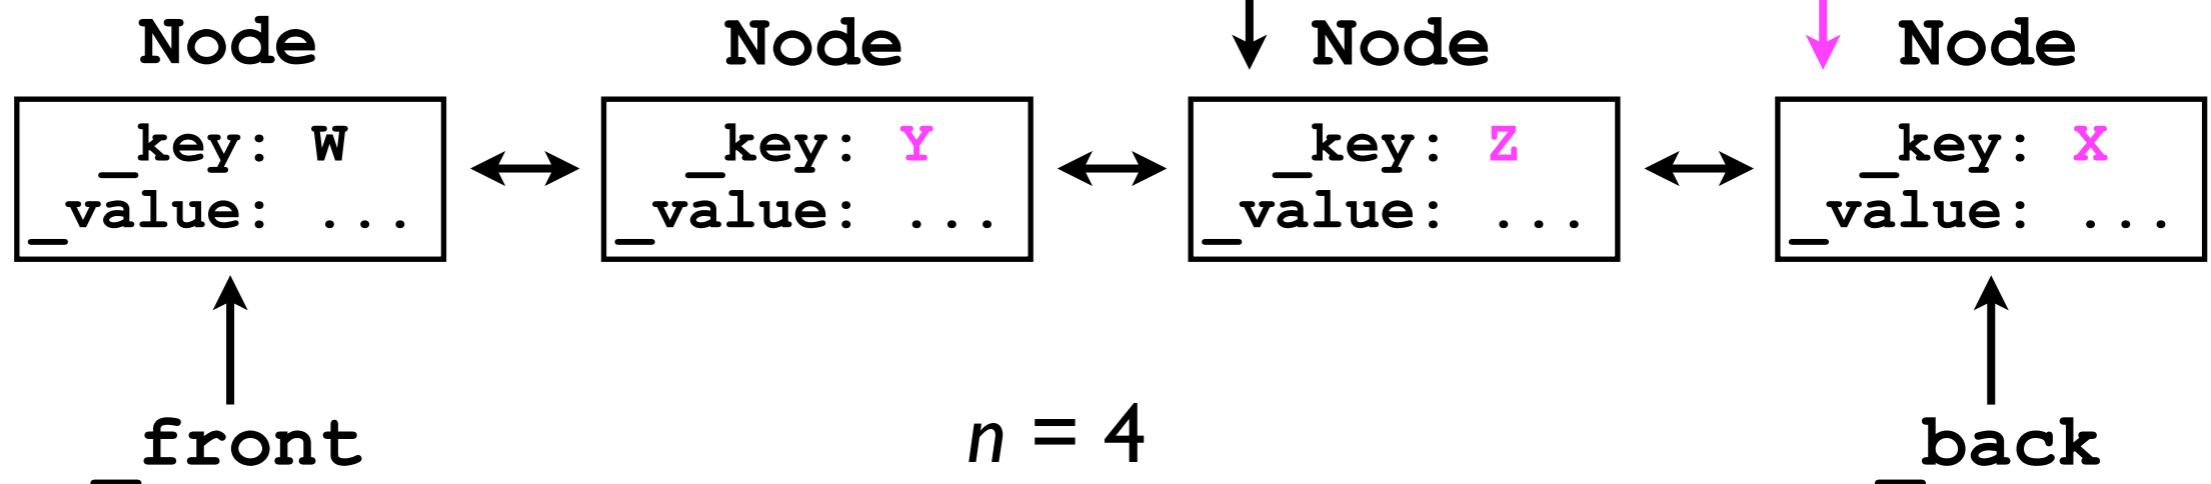 Node Node Node Node
_key: W _key: Y _key: Z _key: X
_value: ... _value: ... _value: ... _value: ...
_front n = 4 _back